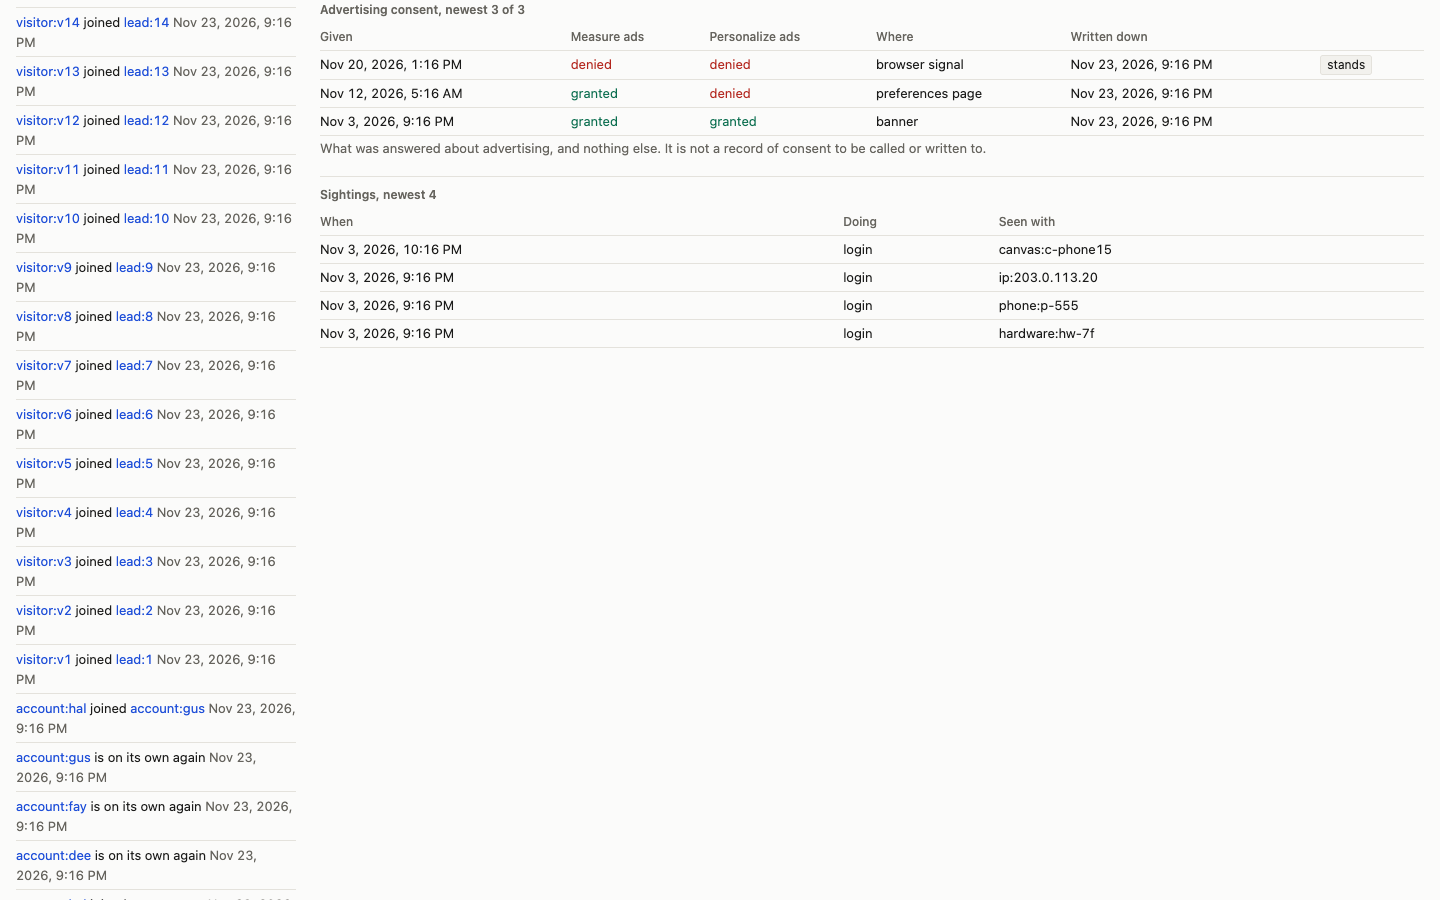 visitor:v14 joined lead:14 Nov 23, 2026, 9:16
PM
visitor:v13 joined lead:13 Nov 23, 2026, 9:16
PM
visitor:v12 joined lead:12 Nov 23, 2026, 9:16
PM
visitor:v11 joined lead:11 Nov 23, 2026, 9:16
PM
visitor:v10 joined lead:10 Nov 23, 2026, 9:16
PM
visitor:v9 joined lead:9 Nov 23, 2026, 9:16
PM
visitor:v8 joined lead:8 Nov 23, 2026, 9:16
PM
visitor:v7 joined lead:7 Nov 23, 2026, 9:16
PM
visitor:v6 joined lead:6 Nov 23, 2026, 9:16
PM
visitor:v5 joined lead:5 Nov 23, 2026, 9:16
PM
visitor:v4 joined lead:4 Nov 23, 2026, 9:16
PM
visitor:v3 joined lead:3 Nov 23, 2026, 9:16
PM
visitor:v2 joined lead:2 Nov 23, 2026, 9:16
PM
visitor:v1 joined lead:1 Nov 23, 2026, 9:16
PM
account:hal joined account:gus Nov 23, 2026,
9:16 PM
account:gus is on its own again Nov 23,
2026, 9:16 PM
account:fay is on its own again Nov 23, 2026,
9:16 PM
account:dee is on its own again Nov 23,
2026, 9:16 PM
Advertising consent, newest 3 of 3
Given Measure ads Personalize ads Where Written down
Nov 20, 2026, 1:16 PM denied denied browser signal Nov 23, 2026, 9:16 PM stands
Nov 12, 2026, 5:16 AM granted denied preferences page Nov 23, 2026, 9:16 PM
Nov 3, 2026, 9:16 PM granted granted banner Nov 23, 2026, 9:16 PM
What was answered about advertising, and nothing else. It is not a record of consent to be called or written to.
Sightings, newest 4
When Doing Seen with
Nov 3, 2026, 10:16 PM login canvas:c-phone15
Nov 3, 2026, 9:16 PM login ip:203.0.113.20
Nov 3, 2026, 9:16 PM login phone:p-555
Nov 3, 2026, 9:16 PM login hardware:hw-7f